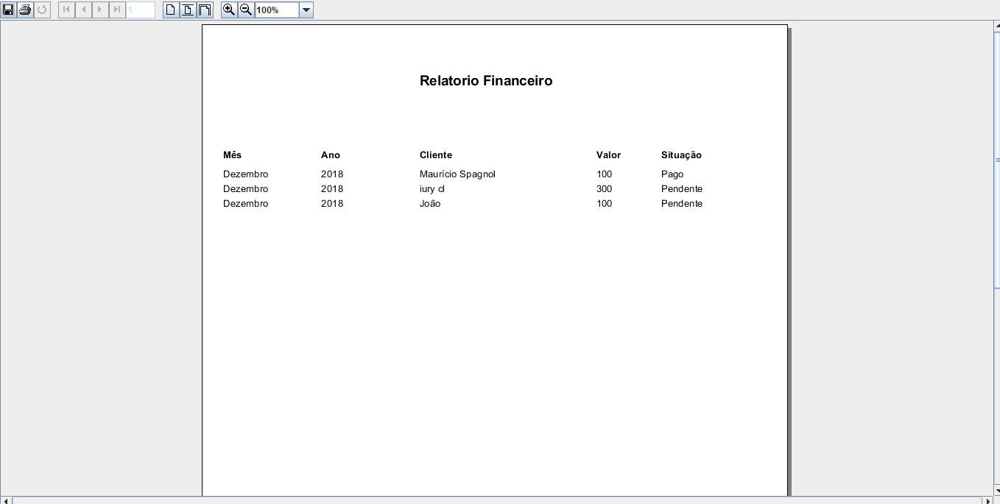 1 100%
Relatorio Financeiro
Mês Ano Cliente Valor Situação
Dezembro 2018 Maurício Spagnol 100 Pago
Dezembro 2018 iury cl 300 Pendente
Dezembro 2018 João 100 Pendente